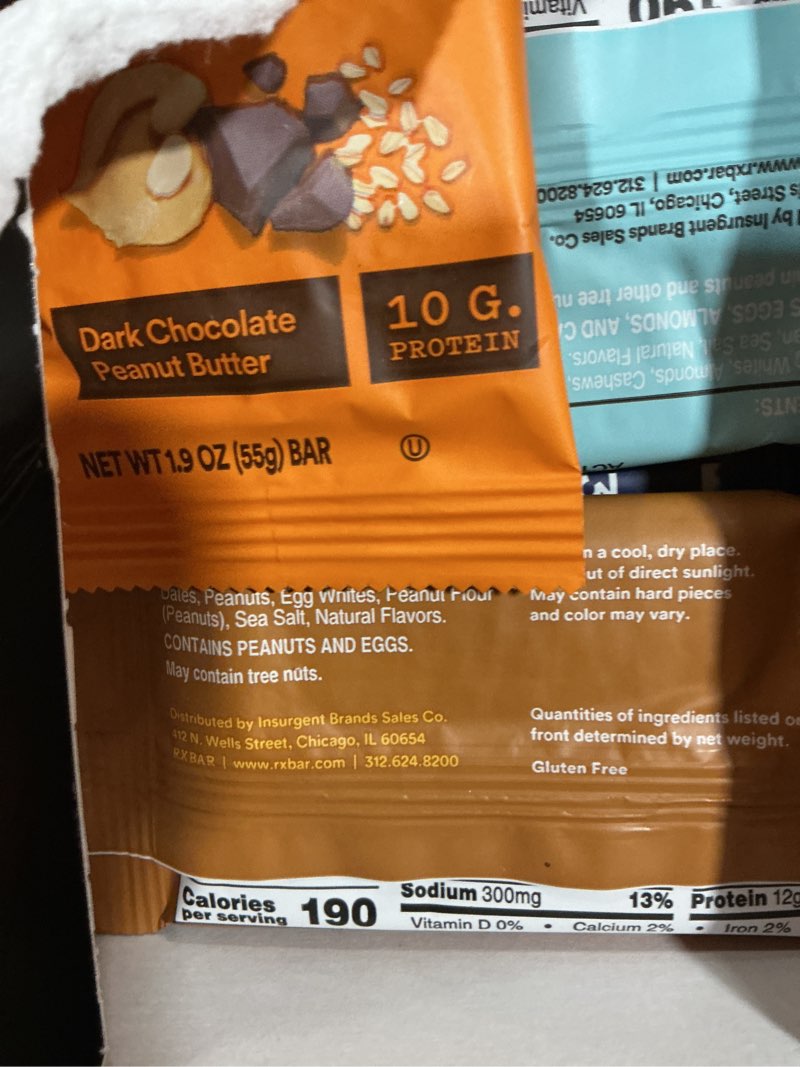 Dark Chocolate
Peanut Butter
10 G.
PROTEIN
NET WT 1.9 OZ (55g) BAR
U
Vitamin
190
www.rxbar.com | 312.624.8200
Street, Chicago, IL 60654
by Insurgent Brands Sales Co.
peanuts and other tree
EGGS, ALMONDS, AND
Sea Salt, Natural Flavors.
Whites, Almonds, Cashews,
n a cool, dry place.
ut of direct sunlight.
May contain hard pieces
and color may vary.
Dates, Peanuts, Egg Whites, Peanut Flour
(Peanuts), Sea Salt, Natural Flavors.
CONTAINS PEANUTS AND EGGS.
May contain tree nuts.
Distributed by Insurgent Brands Sales Co.
412 N. Wells Street, Chicago, IL 60654
RXBAR | www.rxbar.com | 312.624.8200
Quantities of ingredients listed on
front determined by net weight.
Gluten Free
Calories
per serving
190
Sodium 300mg 13%
Protein 12g
Vitamin D 0% • Calcium 2% • Iron 2%